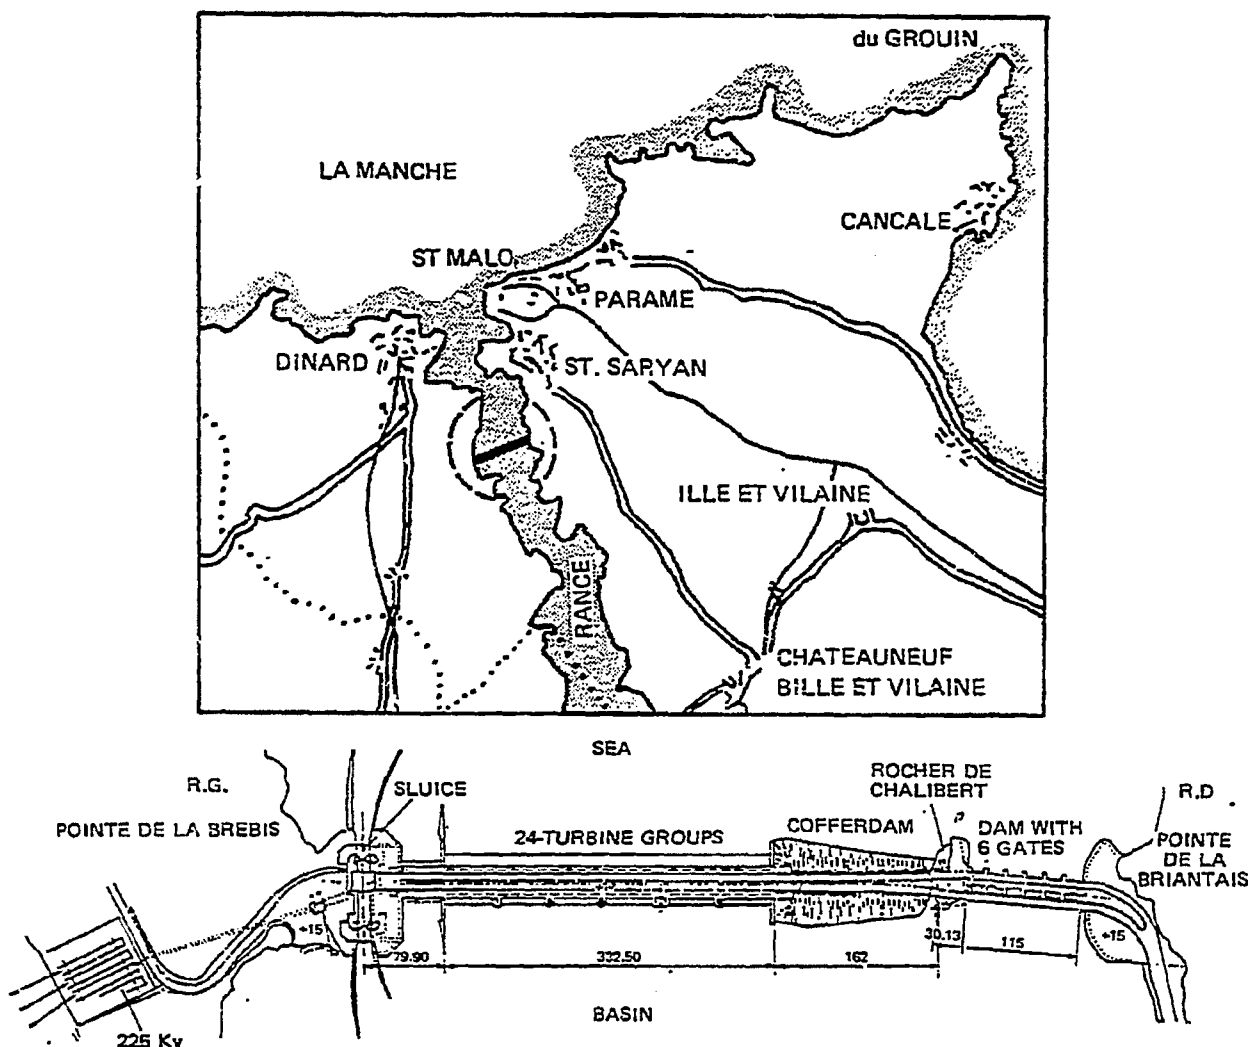 du GROUIN
LA MANCHE
CANCALE
ST MALO
PARAME
DINARD
ST. SARYAN
ILLE ET VILAINE
RANCE
CHATEAUNEUF
BILLE ET VILAINE
SEA
R.G.
SLUICE
ROCHER DE
CHALIBERT
R.D
POINTE DE LA BREBIS
24-TURBINE GROUPS
COFFERDAM
DAM WITH
6 GATES
POINTE
DE LA
BRIANTAIS
+15
+15
79.90
332.50
162
30.13
115
BASIN
225 Kv